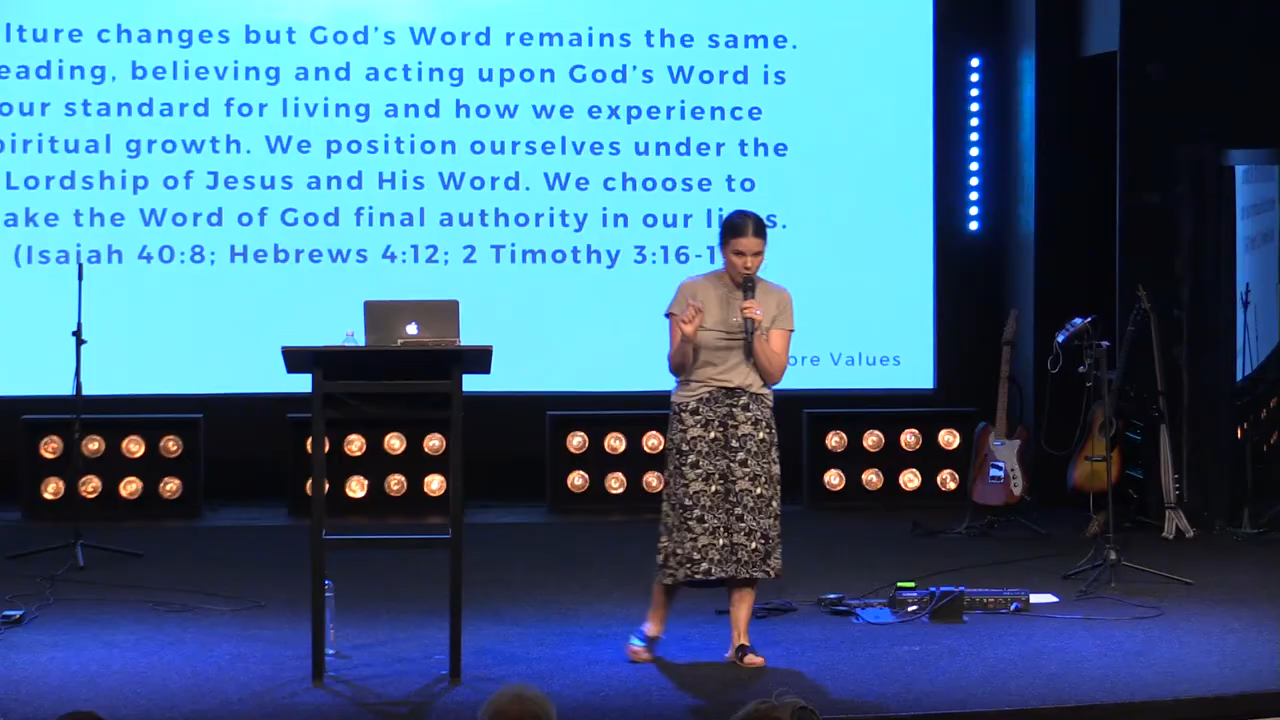 lture changes but God's Word remains the same.
eading, believing and acting upon God's Word is
our standard for living and how we experience
piritual growth. We position ourselves under the
Lordship of Jesus and His Word. We choose to
ake the Word of God final authority in our li s.
(Isaiah 40:8; Hebrews 4:12; 2 Timothy 3:16-1
ore Values